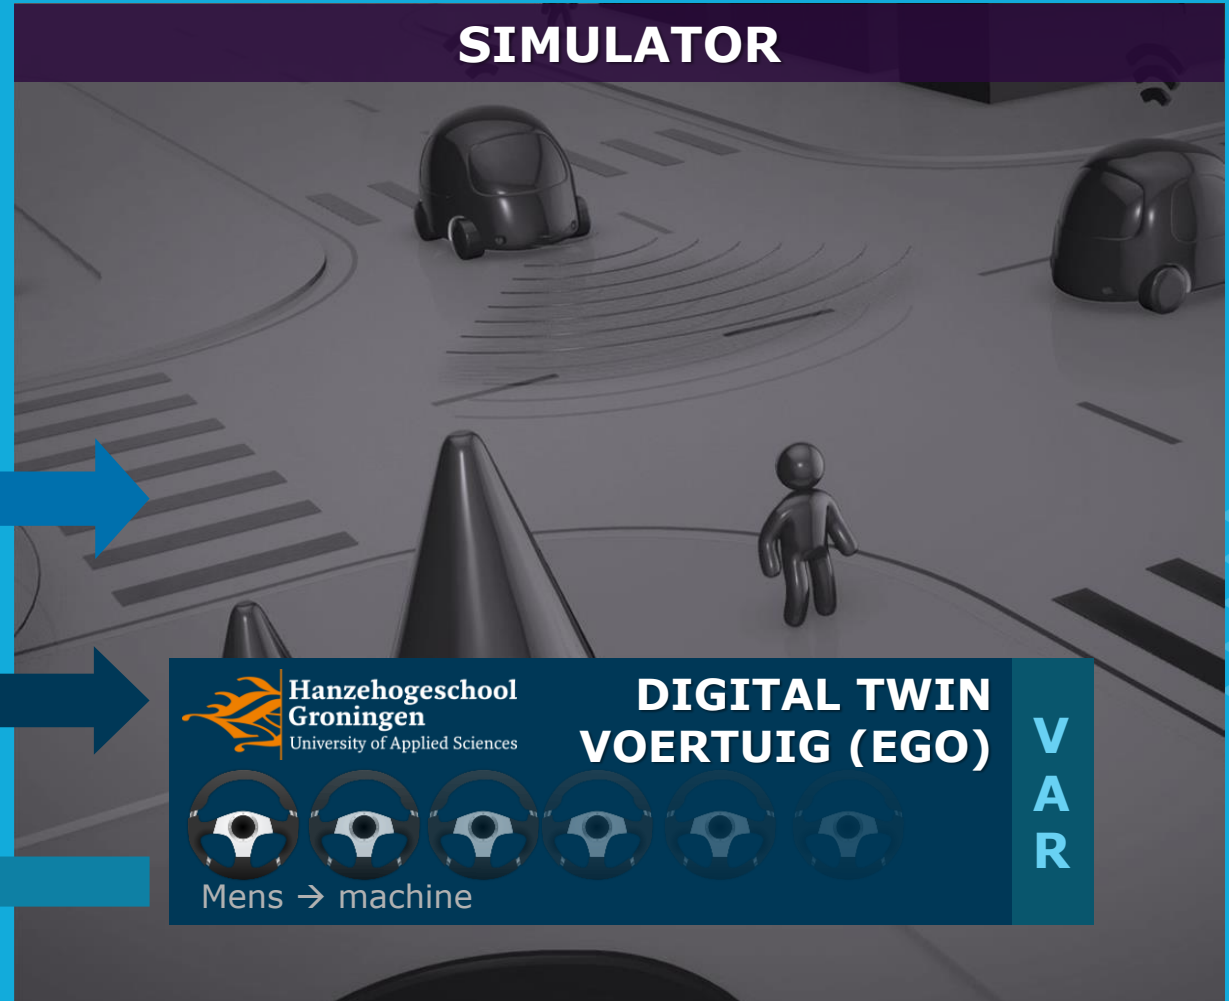 SIMULATOR
Hanzehogeschool
Groningen
University of Applied Sciences
DIGITAL TWIN
VOERTUIG (EGO)
V
A
R
Mens → machine